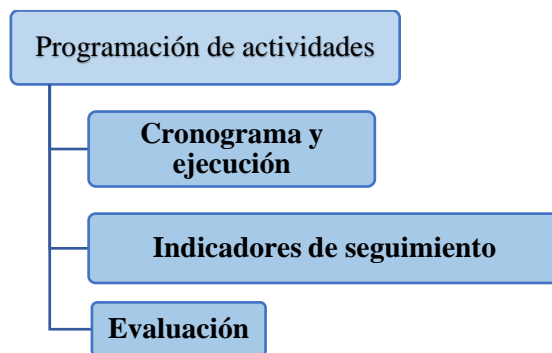 Programación de actividades
Cronograma y
ejecución
Indicadores de seguimiento
Evaluación